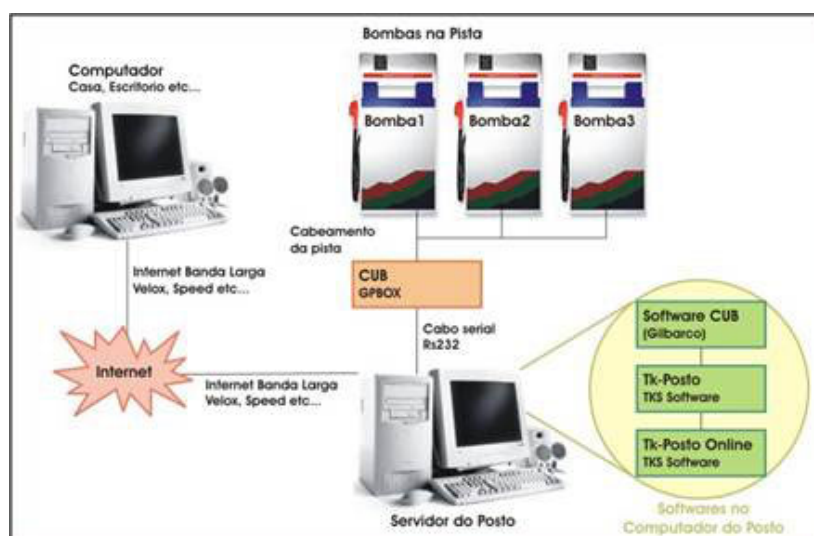 Bombas na Pista
Computador
Casa, Escritorio etc...
Bomba1
Bomba2
Bomba3
Cabeamento
da pista
Internet Banda Larga
Velox, Speed etc...
CUB
GPBOX
Software CUB
(Gilbarco)
Cabo serial
Rs232
Internet
Internet Banda Larga
Velox, Speed etc...
Tk-Posto
TKS Software
Tk-Posto Online
TKS Software
Servidor do Posto
Softwares no
Computador do Posto